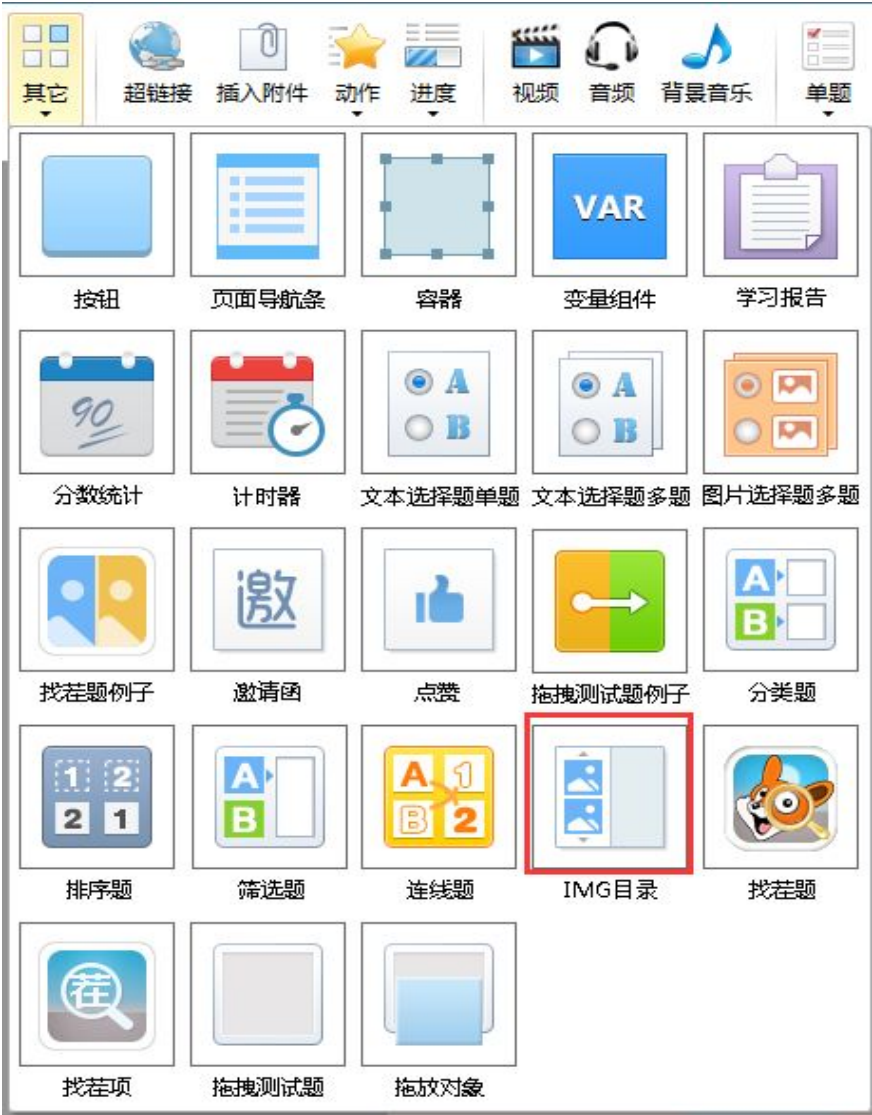 其它 超链接 插入附件 动作 进度 视频 音频 背景音乐 单题
VAR
按钮 页面导航条 容器 变量组件 学习报告
90 A B A B
分数统计 计时器 文本选择题单题 文本选择题多题 图片选择题多题
邀 A B
找茬题例子 邀请函 点赞 拖拽测试题例子 分类题
1 2 2 1 A B A 1 B 2
排序题 筛选题 连线题 IMG目录 找茬题
茬
找茬项 拖拽测试题 拖放对象